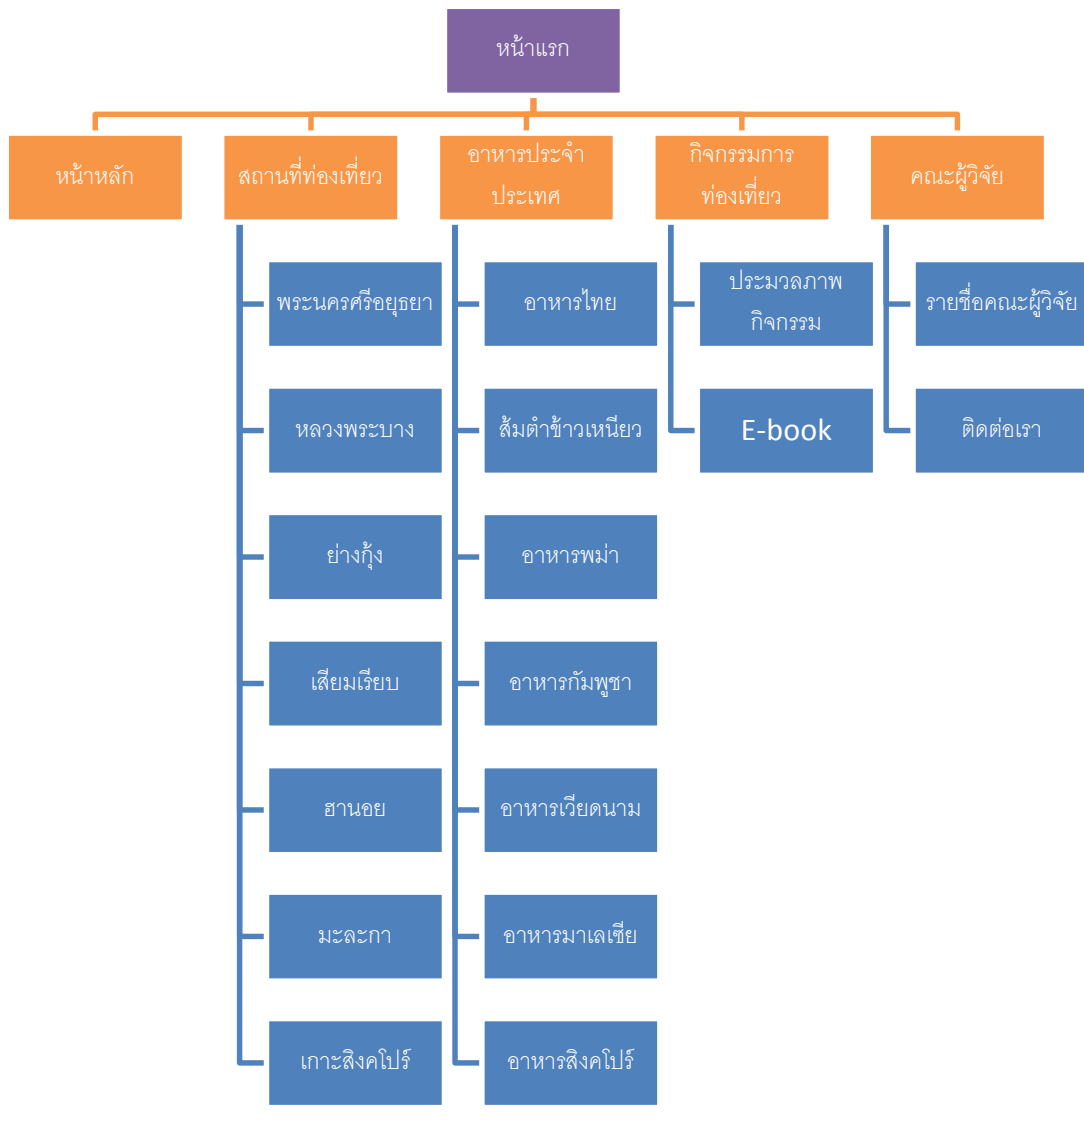 หน้าแรก
หน้าหลัก
สถานที่ท่องเที่ยว
อาหารประจำ
ประเทศ
กิจกรรมการ
ท่องเที่ยว
คณะผู้วิจัย
พระนครศรีอยุธยา
หลวงพระบาง
ย่างกุ้ง
เสียมเรียบ
ฮานอย
มะละกา
เกาะสิงคโปร์
อาหารไทย
ส้มตำข้าวเหนียว
อาหารพม่า
อาหารกัมพูชา
อาหารเวียดนาม
อาหารมาเลเซีย
อาหารสิงคโปร์
ประมวลภาพ
กิจกรรม
E-book
รายชื่อคณะผู้วิจัย
ติดต่อเรา